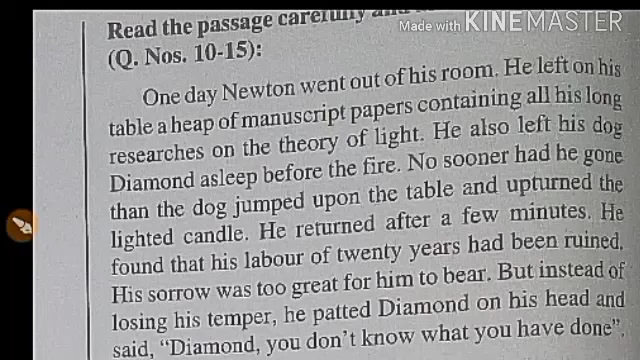 Made with KINEMASTER
Read the passage carefully and
(Q. Nos. 10-15):
One day Newton went out of his room. He left on his
table a heap of manuscript papers containing all his long
researches on the theory of light. He also left his dog
Diamond asleep before the fire. No sooner had he gone
than the dog jumped upon the table and upturned the
lighted candle. He returned after a few minutes. He
found that his labour of twenty years had been ruined.
His sorrow was too great for him to bear. But instead of
losing his temper, he patted Diamond on his head and
said, “Diamond, you don’t know what you have done”.